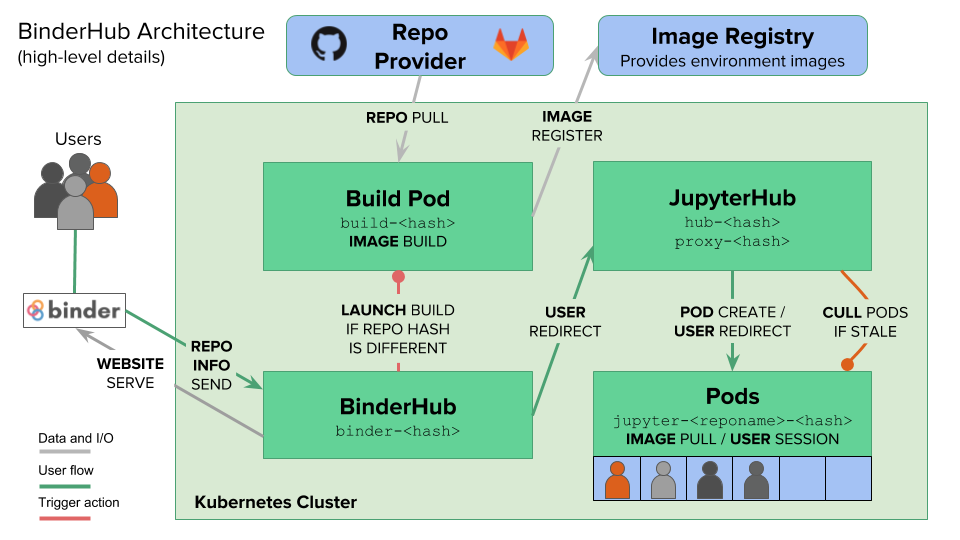 BinderHub Architecture
(high-level details)
Repo
Provider
Image Registry
Provides environment images
REPO PULL
IMAGE
REGISTER
Users
Build Pod
build-<hash>
IMAGE BUILD
JupyterHub
hub-<hash>
proxy-<hash>
binder
LAUNCH BUILD
IF REPO HASH
IS DIFFERENT
USER
REDIRECT
POD CREATE /
USER REDIRECT
CULL PODS
IF STALE
WEBSITE
SERVE
REPO
INFO
SEND
BinderHub
binder-<hash>
Pods
jupyter-<reponame>-<hash>
IMAGE PULL / USER SESSION
Data and I/O
User flow
Trigger action
Kubernetes Cluster